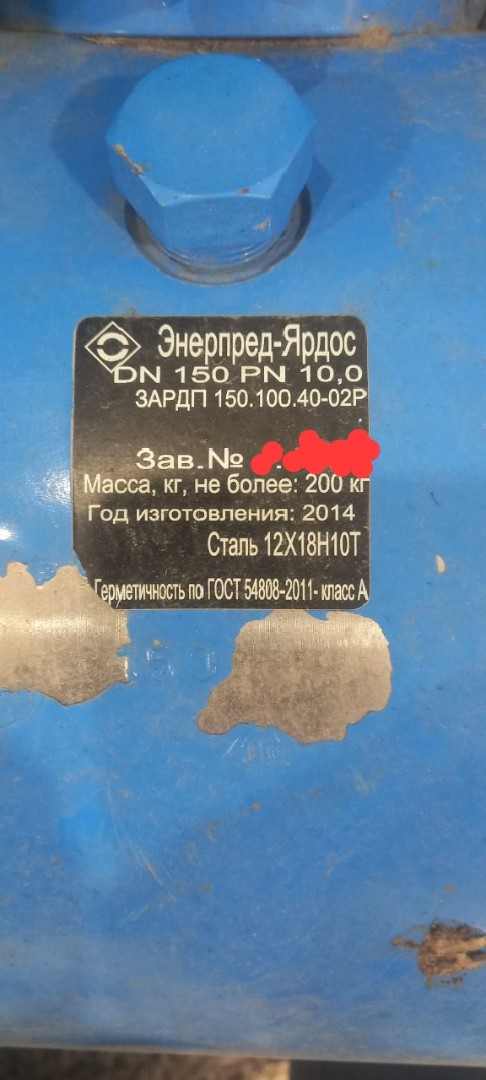 Энерпред-Ярдос
DN 150 PN 10,0
ЗАРДП 150.100.40-02Р
Зав.№
Масса, кг, не более: 200 кг
Год изготовления: 2014
Сталь 12Х18Н10Т
Герметичность по ГОСТ 54808-2011- класс А